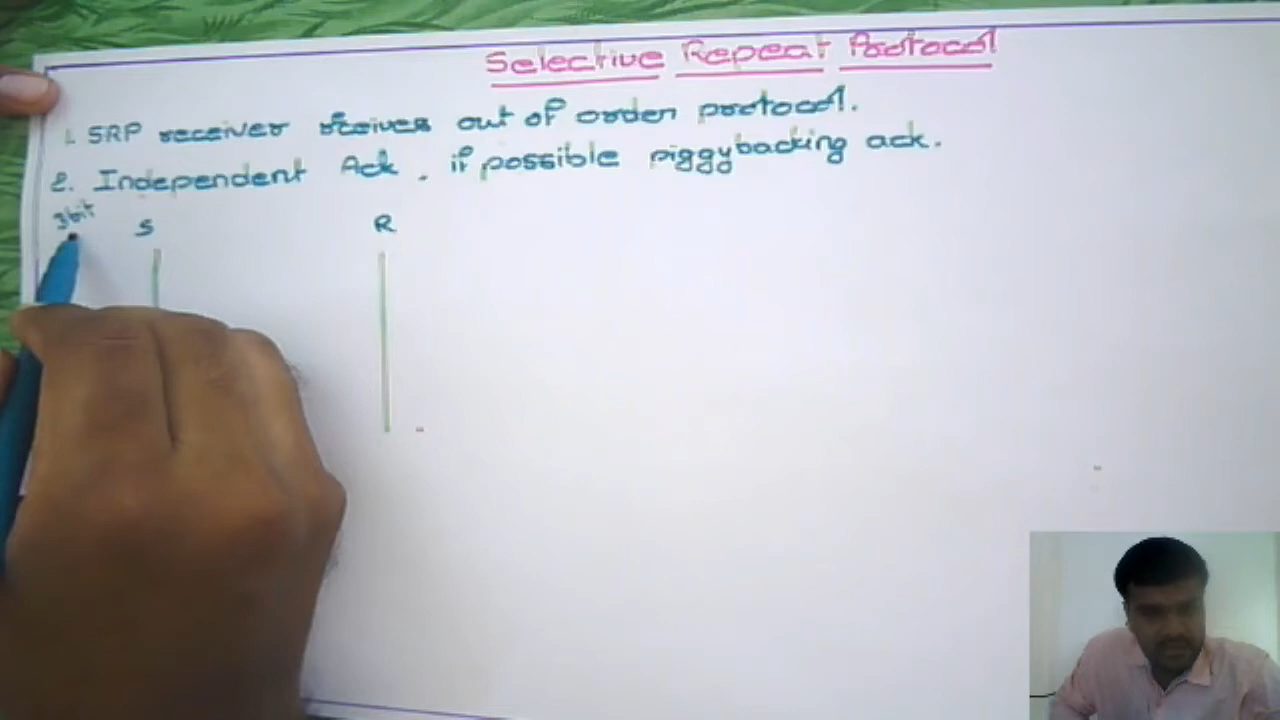 Selective Repeat Protocol
1. SRP receiver receives out of order protocol.
2. Independent Ack. if possible piggybacking ack.
3bit S R